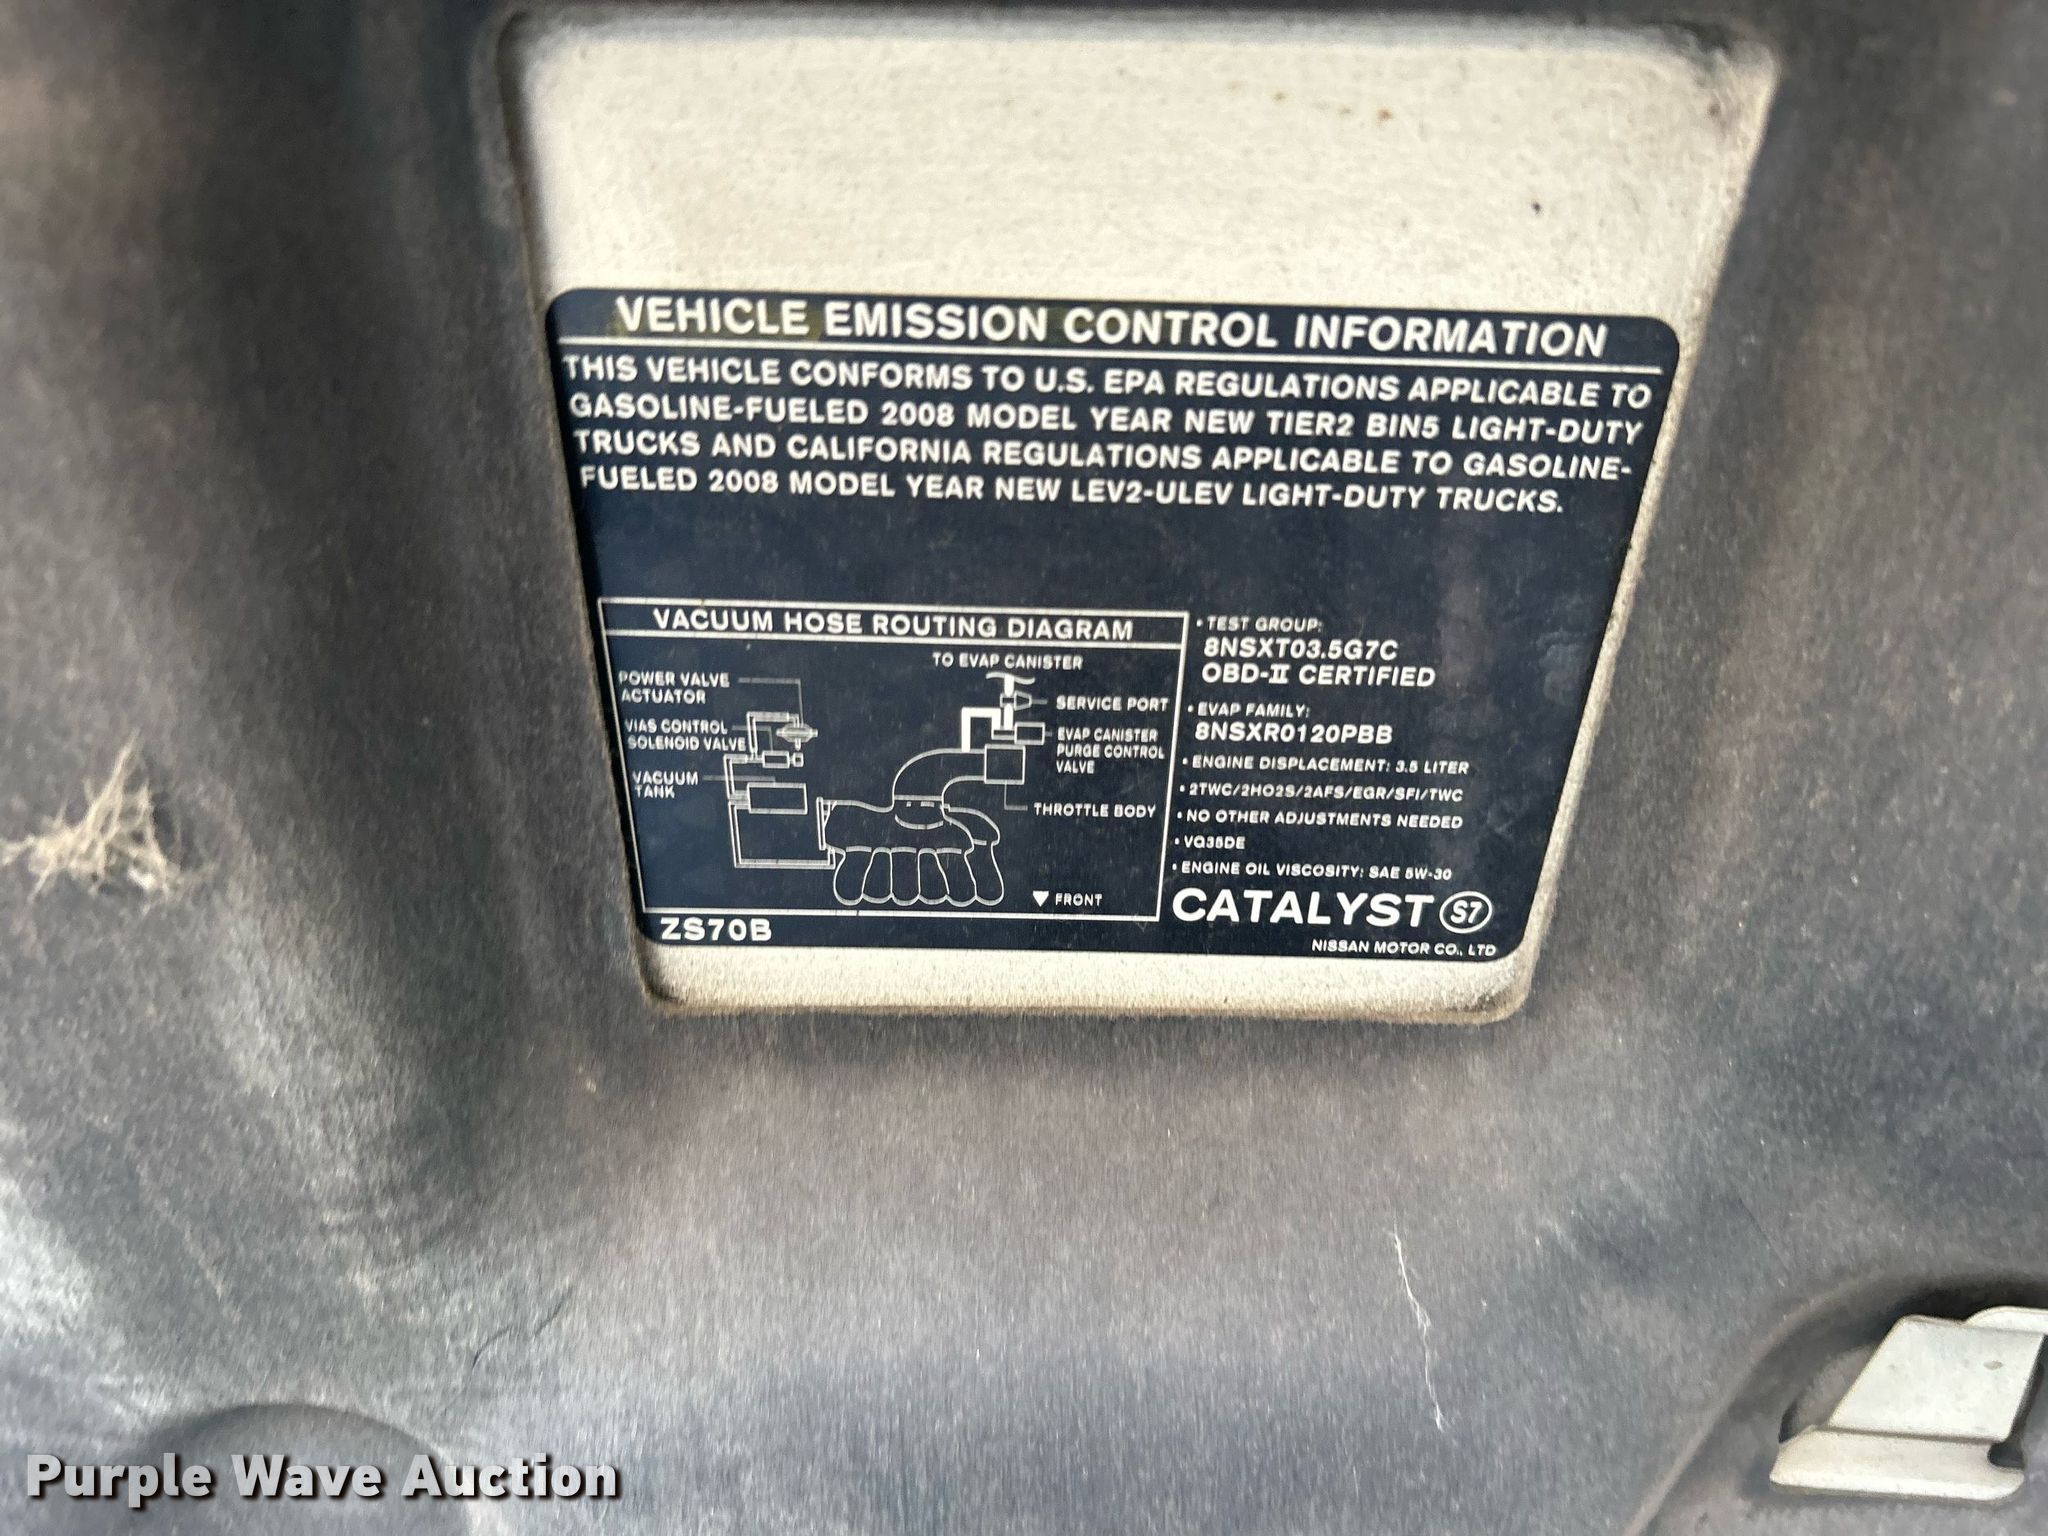 VEHICLE EMISSION CONTROL INFORMATION
THIS VEHICLE CONFORMS TO U.S. EPA REGULATIONS APPLICABLE TO
GASOLINE-FUELED 2008 MODEL YEAR NEW TIER2 BIN5 LIGHT-DUTY
TRUCKS AND CALIFORNIA REGULATIONS APPLICABLE TO GASOLINE-
FUELED 2008 MODEL YEAR NEW LEV2-ULEV LIGHT-DUTY TRUCKS.
VACUUM HOSE ROUTING DIAGRAM
TO EVAP CANISTER
POWER VALVE
ACTUATOR
SERVICE PORT
VIAS CONTROL
SOLENOID VALVE
EVAP CANISTER
PURGE CONTROL
VALVE
VACUUM
TANK
THROTTLE BODY
▼ FRONT
ZS70B
• TEST GROUP:
8NSXT03.5G7C
OBD-II CERTIFIED
• EVAP FAMILY:
8NSXR0120PBB
• ENGINE DISPLACEMENT: 3.5 LITER
• 2TWC/2HO2S/2AFS/EGR/SFI/TWC
• NO OTHER ADJUSTMENTS NEEDED
• VQ35DE
• ENGINE OIL VISCOSITY: SAE 5W-30
CATALYST S7
NISSAN MOTOR CO., LTD
Purple Wave Auction